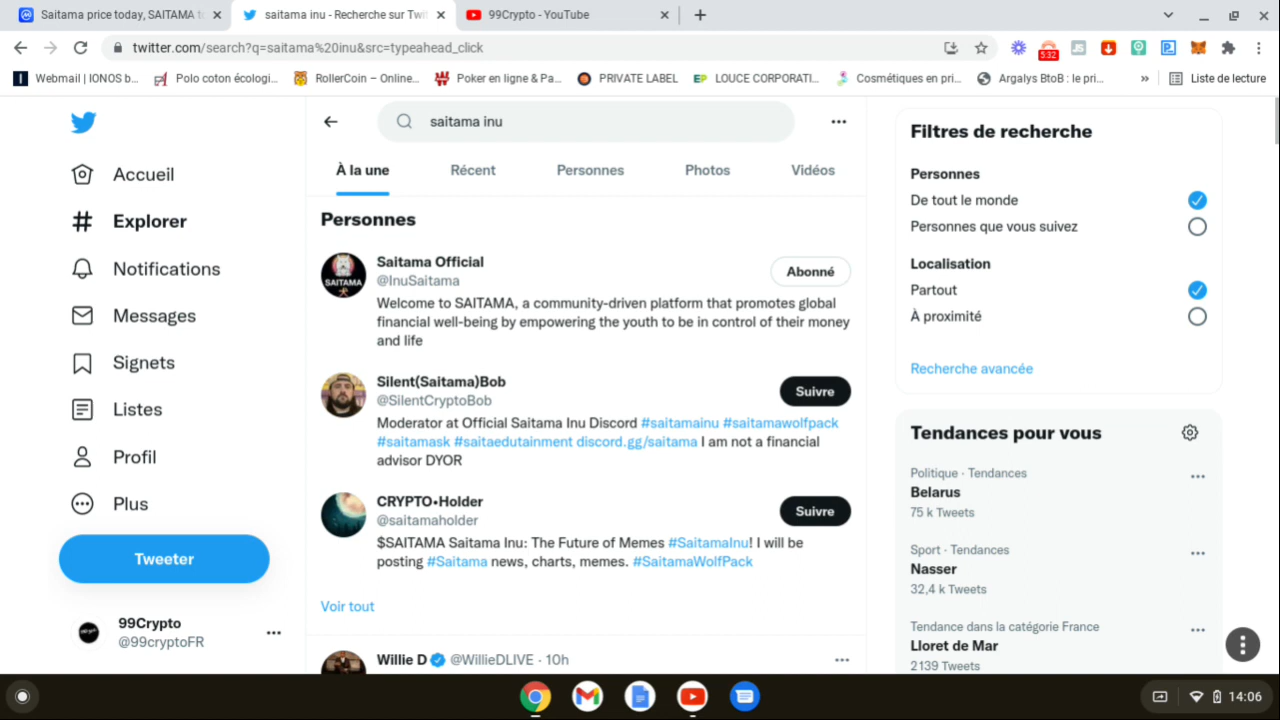 Saitama price today, SAITAMA to
saitama inu - Recherche sur Twit
99Crypto - YouTube
twitter.com/search?q=saitama%20inu&src=typeahead_click
5:32
Webmail | IONOS b...
Polo coton écologi...
RollerCoin – Online...
Poker en ligne & Pa...
PRIVATE LABEL
LOUCE CORPORATI...
Cosmétiques en pri...
Argalys BtoB : le pri...
»
Liste de lecture
saitama inu
À la une
Récent
Personnes
Photos
Vidéos
Accueil
Explorer
Notifications
Messages
Signets
Listes
Profil
Plus
Tweeter
99Crypto
@99cryptoFR
Personnes
Saitama Official
@InuSaitama
Abonné
Welcome to SAITAMA, a community-driven platform that promotes global
financial well-being by empowering the youth to be in control of their money
and life
SAITAMA
Silent(Saitama)Bob
@SilentCryptoBob
Suivre
Moderator at Official Saitama Inu Discord #saitamainu #saitamawolfpack
#saitamask #saitaedutainment discord.gg/saitama I am not a financial
advisor DYOR
CRYPTO•Holder
@saitamaholder
Suivre
$SAITAMA Saitama Inu: The Future of Memes #SaitamaInu! I will be
posting #Saitama news, charts, memes. #SaitamaWolfPack
Voir tout
Willie D @WillieDLIVE · 10h
Filtres de recherche
Personnes
De tout le monde
Personnes que vous suivez
Localisation
Partout
À proximité
Recherche avancée
Tendances pour vous
Politique · Tendances
Belarus
75 k Tweets
Sport · Tendances
Nasser
32,4 k Tweets
Tendance dans la catégorie France
Lloret de Mar
2 139 Tweets
14:06